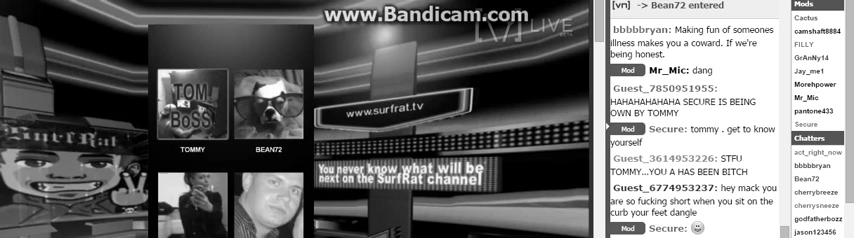 www.Bandicam.com
[V] LIVE
TOM!
BoSS
TOMMY
BEAN72
SurfRat
www.surfrat.tv
You never know what will be
next on the SurfRat channel
[vn] -> Bean72 entered
bbbbbryan: Making fun of someones
illness makes you a coward. If we're
being honest.
Mod Mr_Mic: dang
Guest_7850951955:
HAHAHAHAHAHA SECURE IS BEING
OWN BY TOMMY
Mod Secure: tommy . get to know
yourself
Guest_3614953226: STFU
TOMMY...YOU A HAS BEEN BITCH
Guest_6774953237: hey mack you
are so fucking short when you sit on the
curb your feet dangle
Mod Secure:
Mods
Cactus
camshaft8884
FILLY
GrAnNy14
Jay_me1
Morehpower
Mr_Mic
pantone433
Secure
Chatters
act_right_now
bbbbbryan
Bean72
cherrybreeze
cherrysneeze
godfatherbozz
jason123456